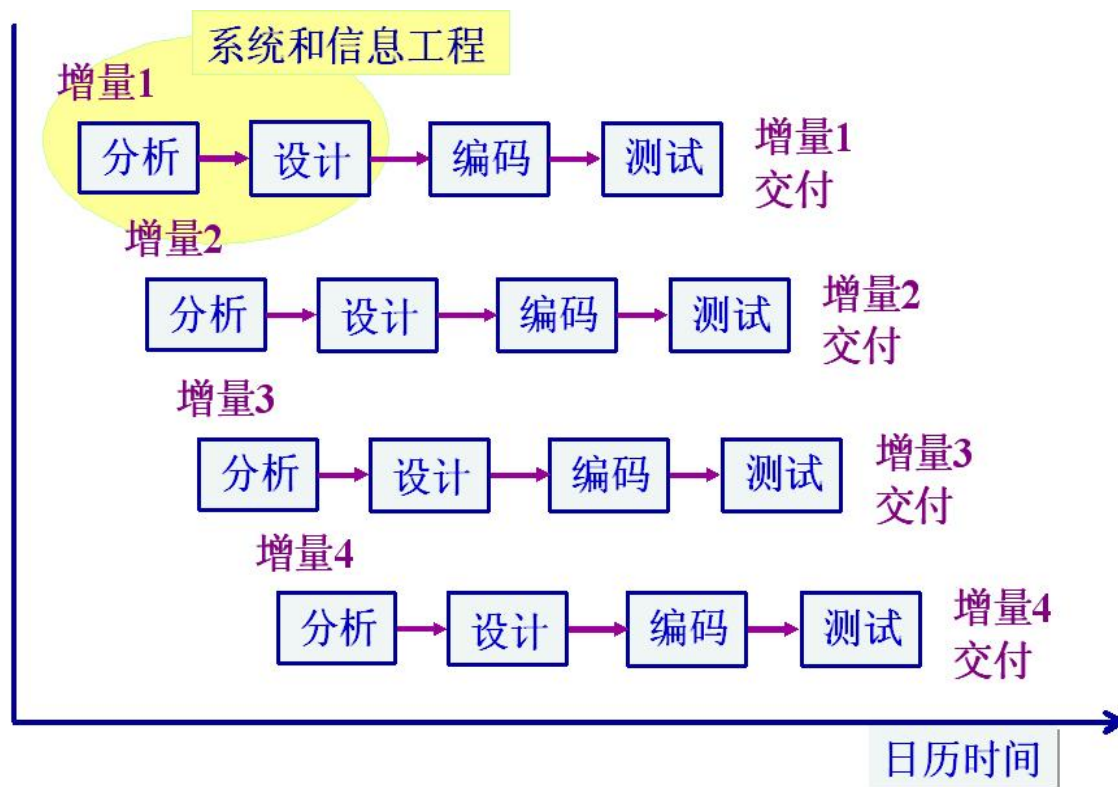 系统和信息工程
增量1
分析
设计
编码
测试
增量1
交付
增量2
分析
设计
编码
测试
增量2
交付
增量3
分析
设计
编码
测试
增量3
交付
增量4
分析
设计
编码
测试
增量4
交付
日历时间